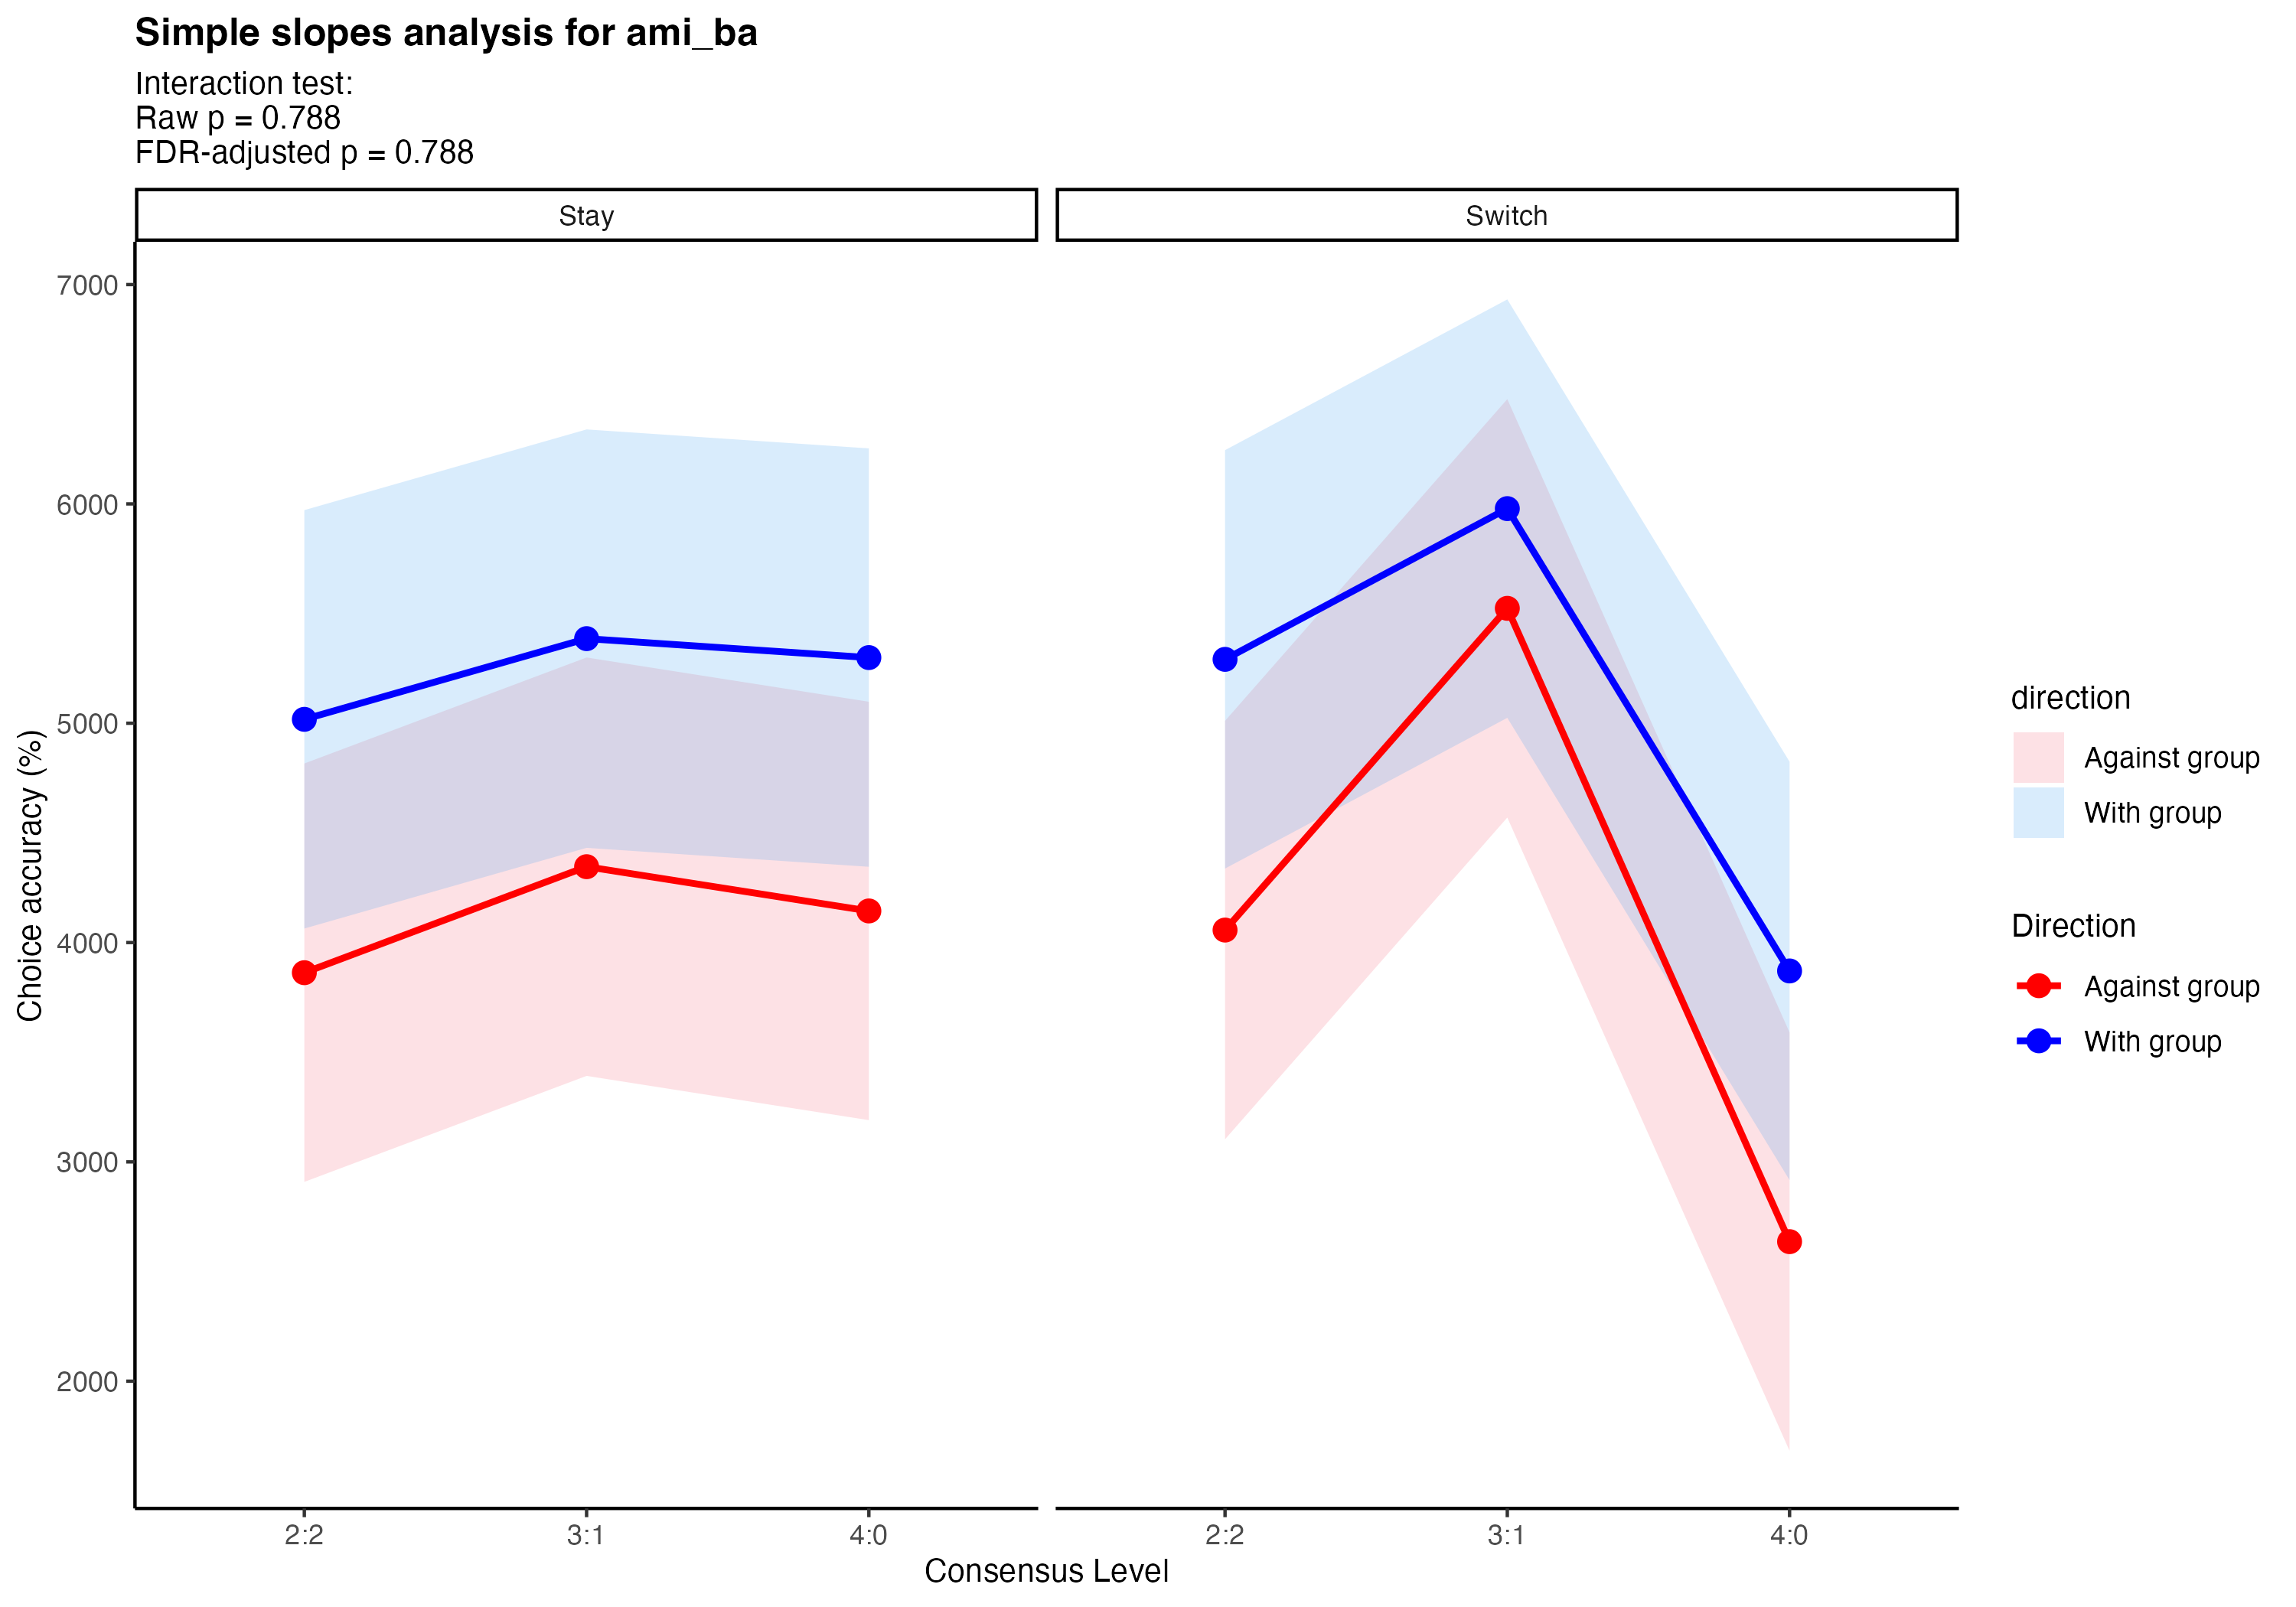 Simple slopes analysis for ami_ba
Interaction test:
Raw p = 0.788
FDR-adjusted p = 0.788
Stay
Switch
Choice accuracy (%)
7000
6000
5000
4000
3000
2000
2:2
3:1
4:0
2:2
3:1
4:0
Consensus Level
direction
Against group
With group
Direction
Against group
With group